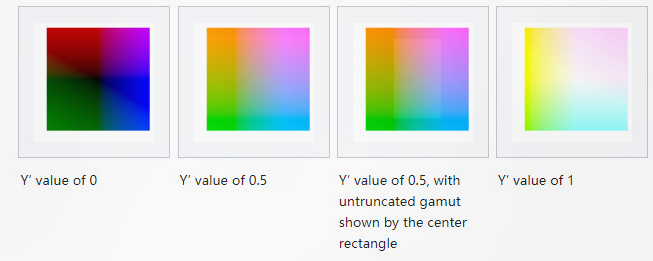 Y′ value of 0
Y′ value of 0.5
Y′ value of 0.5, with
untruncated gamut
shown by the center
rectangle
Y′ value of 1